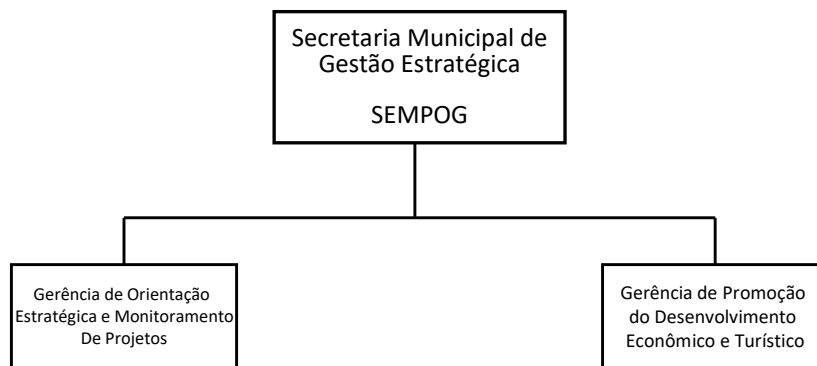 Secretaria Municipal de
Gestão Estratégica
SEMPOG
Gerência de Orientação
Estratégica e Monitoramento
De Projetos
Gerência de Promoção
do Desenvolvimento
Econômico e Turístico